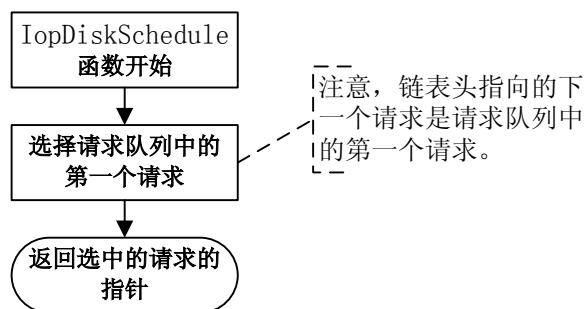 IopDiskSchedule
函数开始
选择请求队列中的
第一个请求
注意，链表头指向的下
一个请求是请求队列中
的第一个请求。
返回选中的请求的
指针